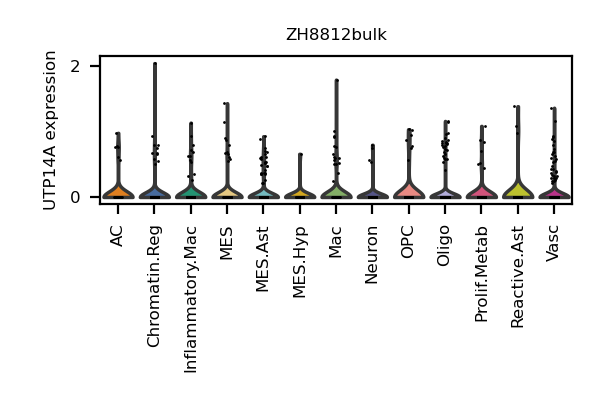 ZH8812bulk
UTP14A expression
2
0
AC
Chromatin.Reg
Inflammatory.Mac
MES
MES.Ast
MES.Hyp
Mac
Neuron
OPC
Oligo
Prolif.Metab
Reactive.Ast
Vasc